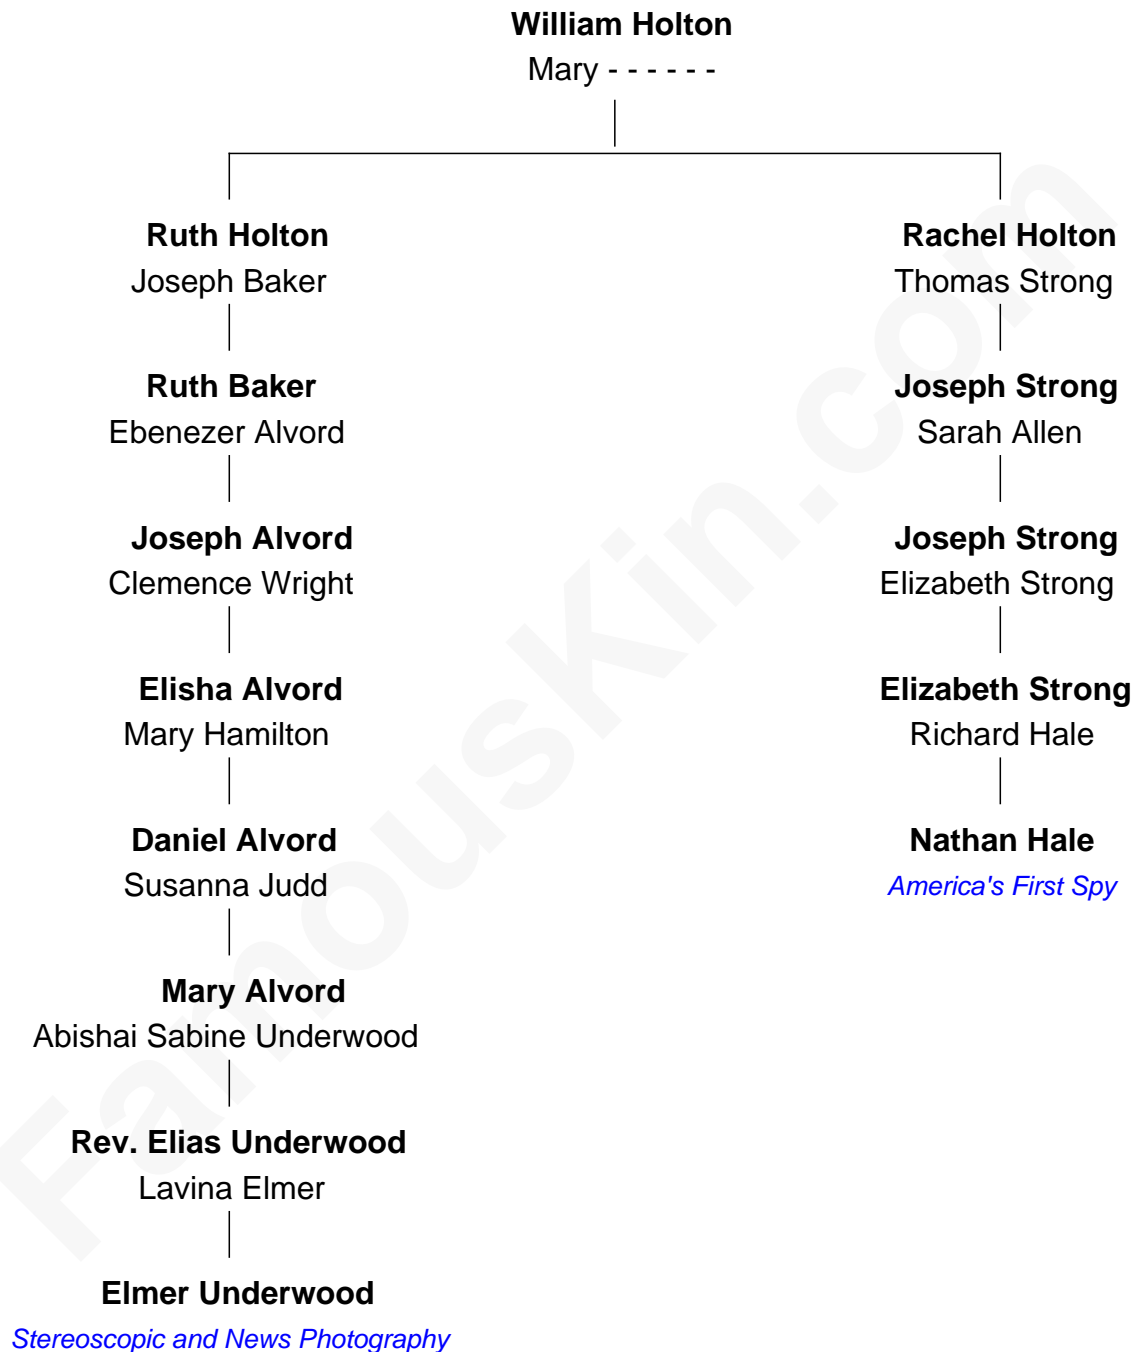 William Holton
Mary - - - - - -
Ruth Holton
Joseph Baker
Rachel Holton
Thomas Strong
Ruth Baker
Ebenezer Alvord
Joseph Strong
Sarah Allen
Joseph Alvord
Clemence Wright
Joseph Strong
Elizabeth Strong
Elisha Alvord
Mary Hamilton
Elizabeth Strong
Richard Hale
Daniel Alvord
Susanna Judd
Nathan Hale
America's First Spy
Mary Alvord
Abishai Sabine Underwood
Rev. Elias Underwood
Lavina Elmer
Elmer Underwood
Stereoscopic and News Photography
FamousKin.com